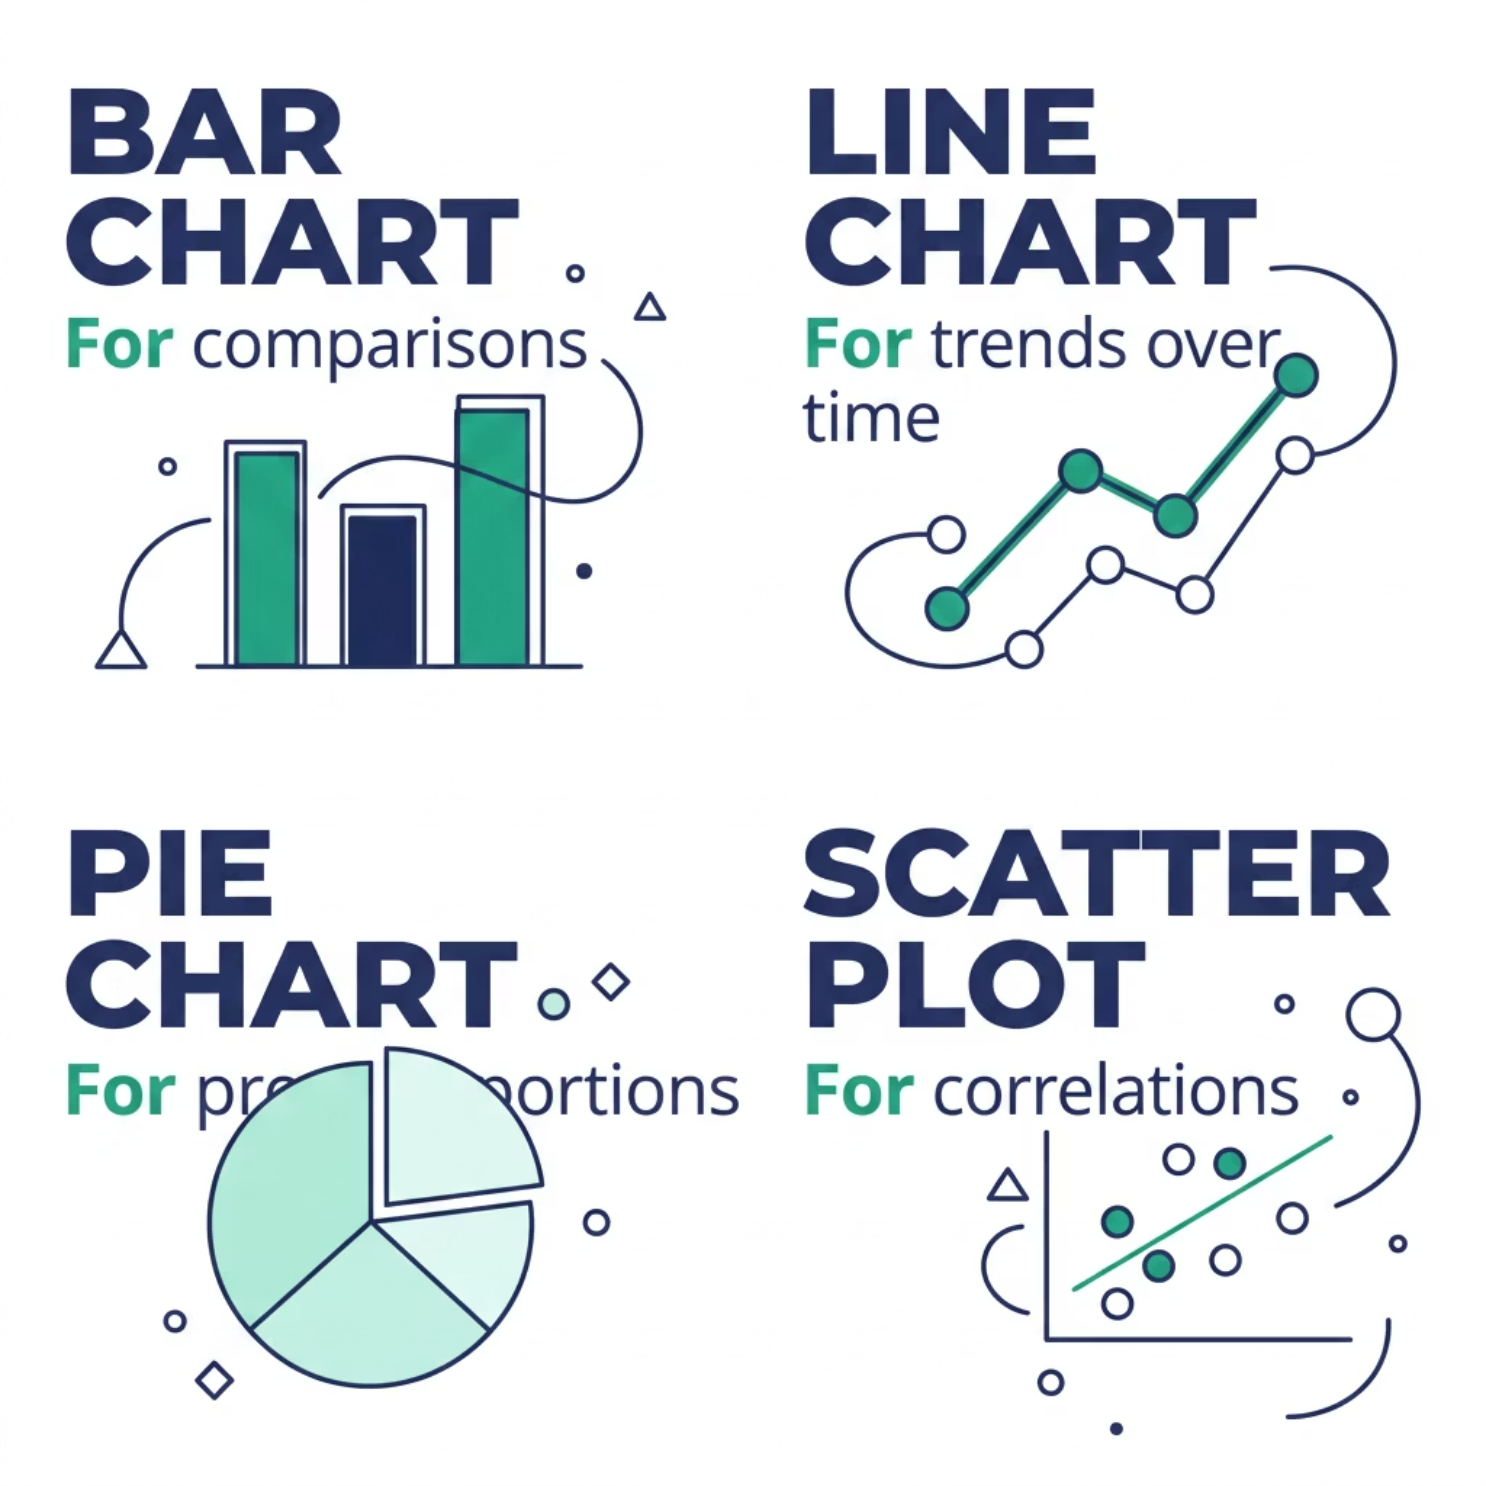 BAR
CHART
For comparisons
LINE
CHART
For trends over
time
PIE
CHART
For
SCATTER
PLOT
For correlations